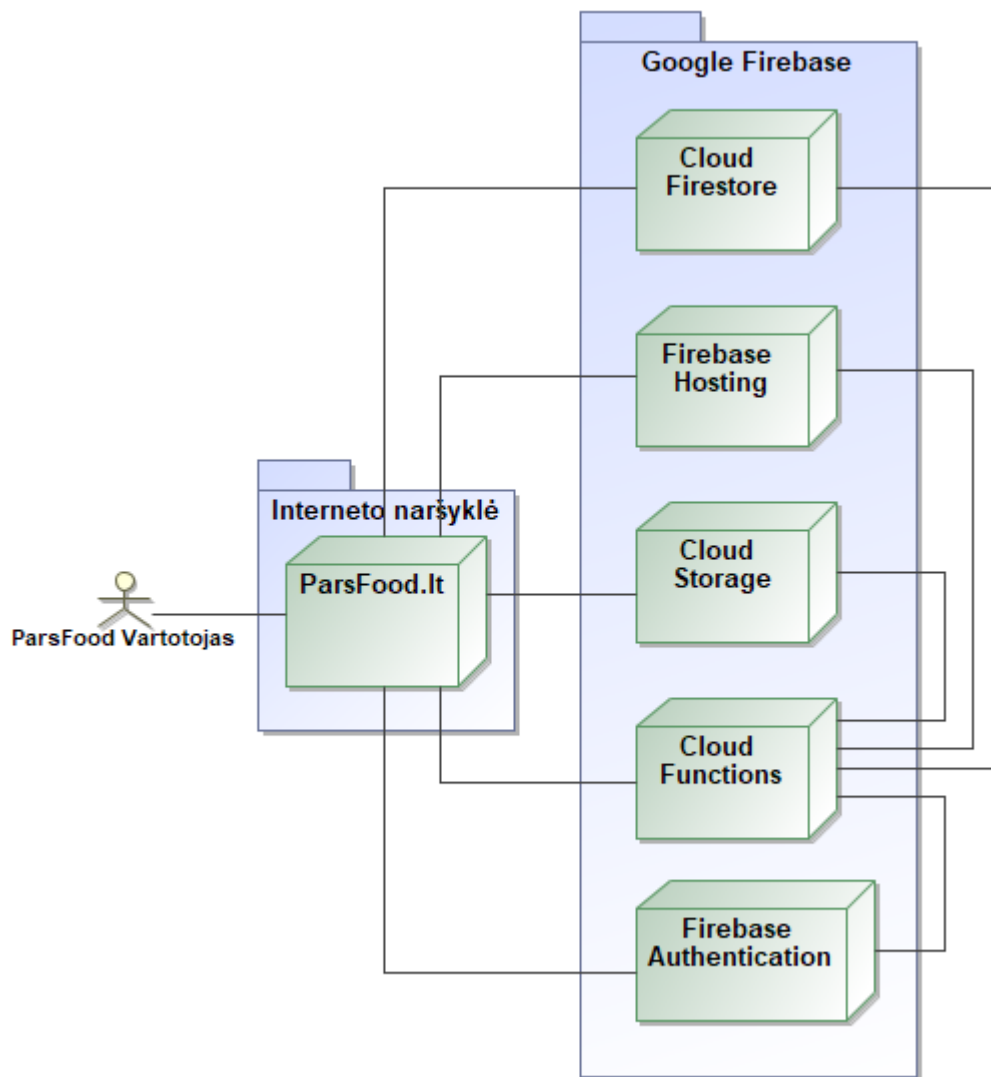 Google Firebase
Cloud
Firestore
Firebase
Hosting
Interneto naršyklė
ParsFood.lt
ParsFood Vartotojas
Cloud
Storage
Cloud
Functions
Firebase
Authentication